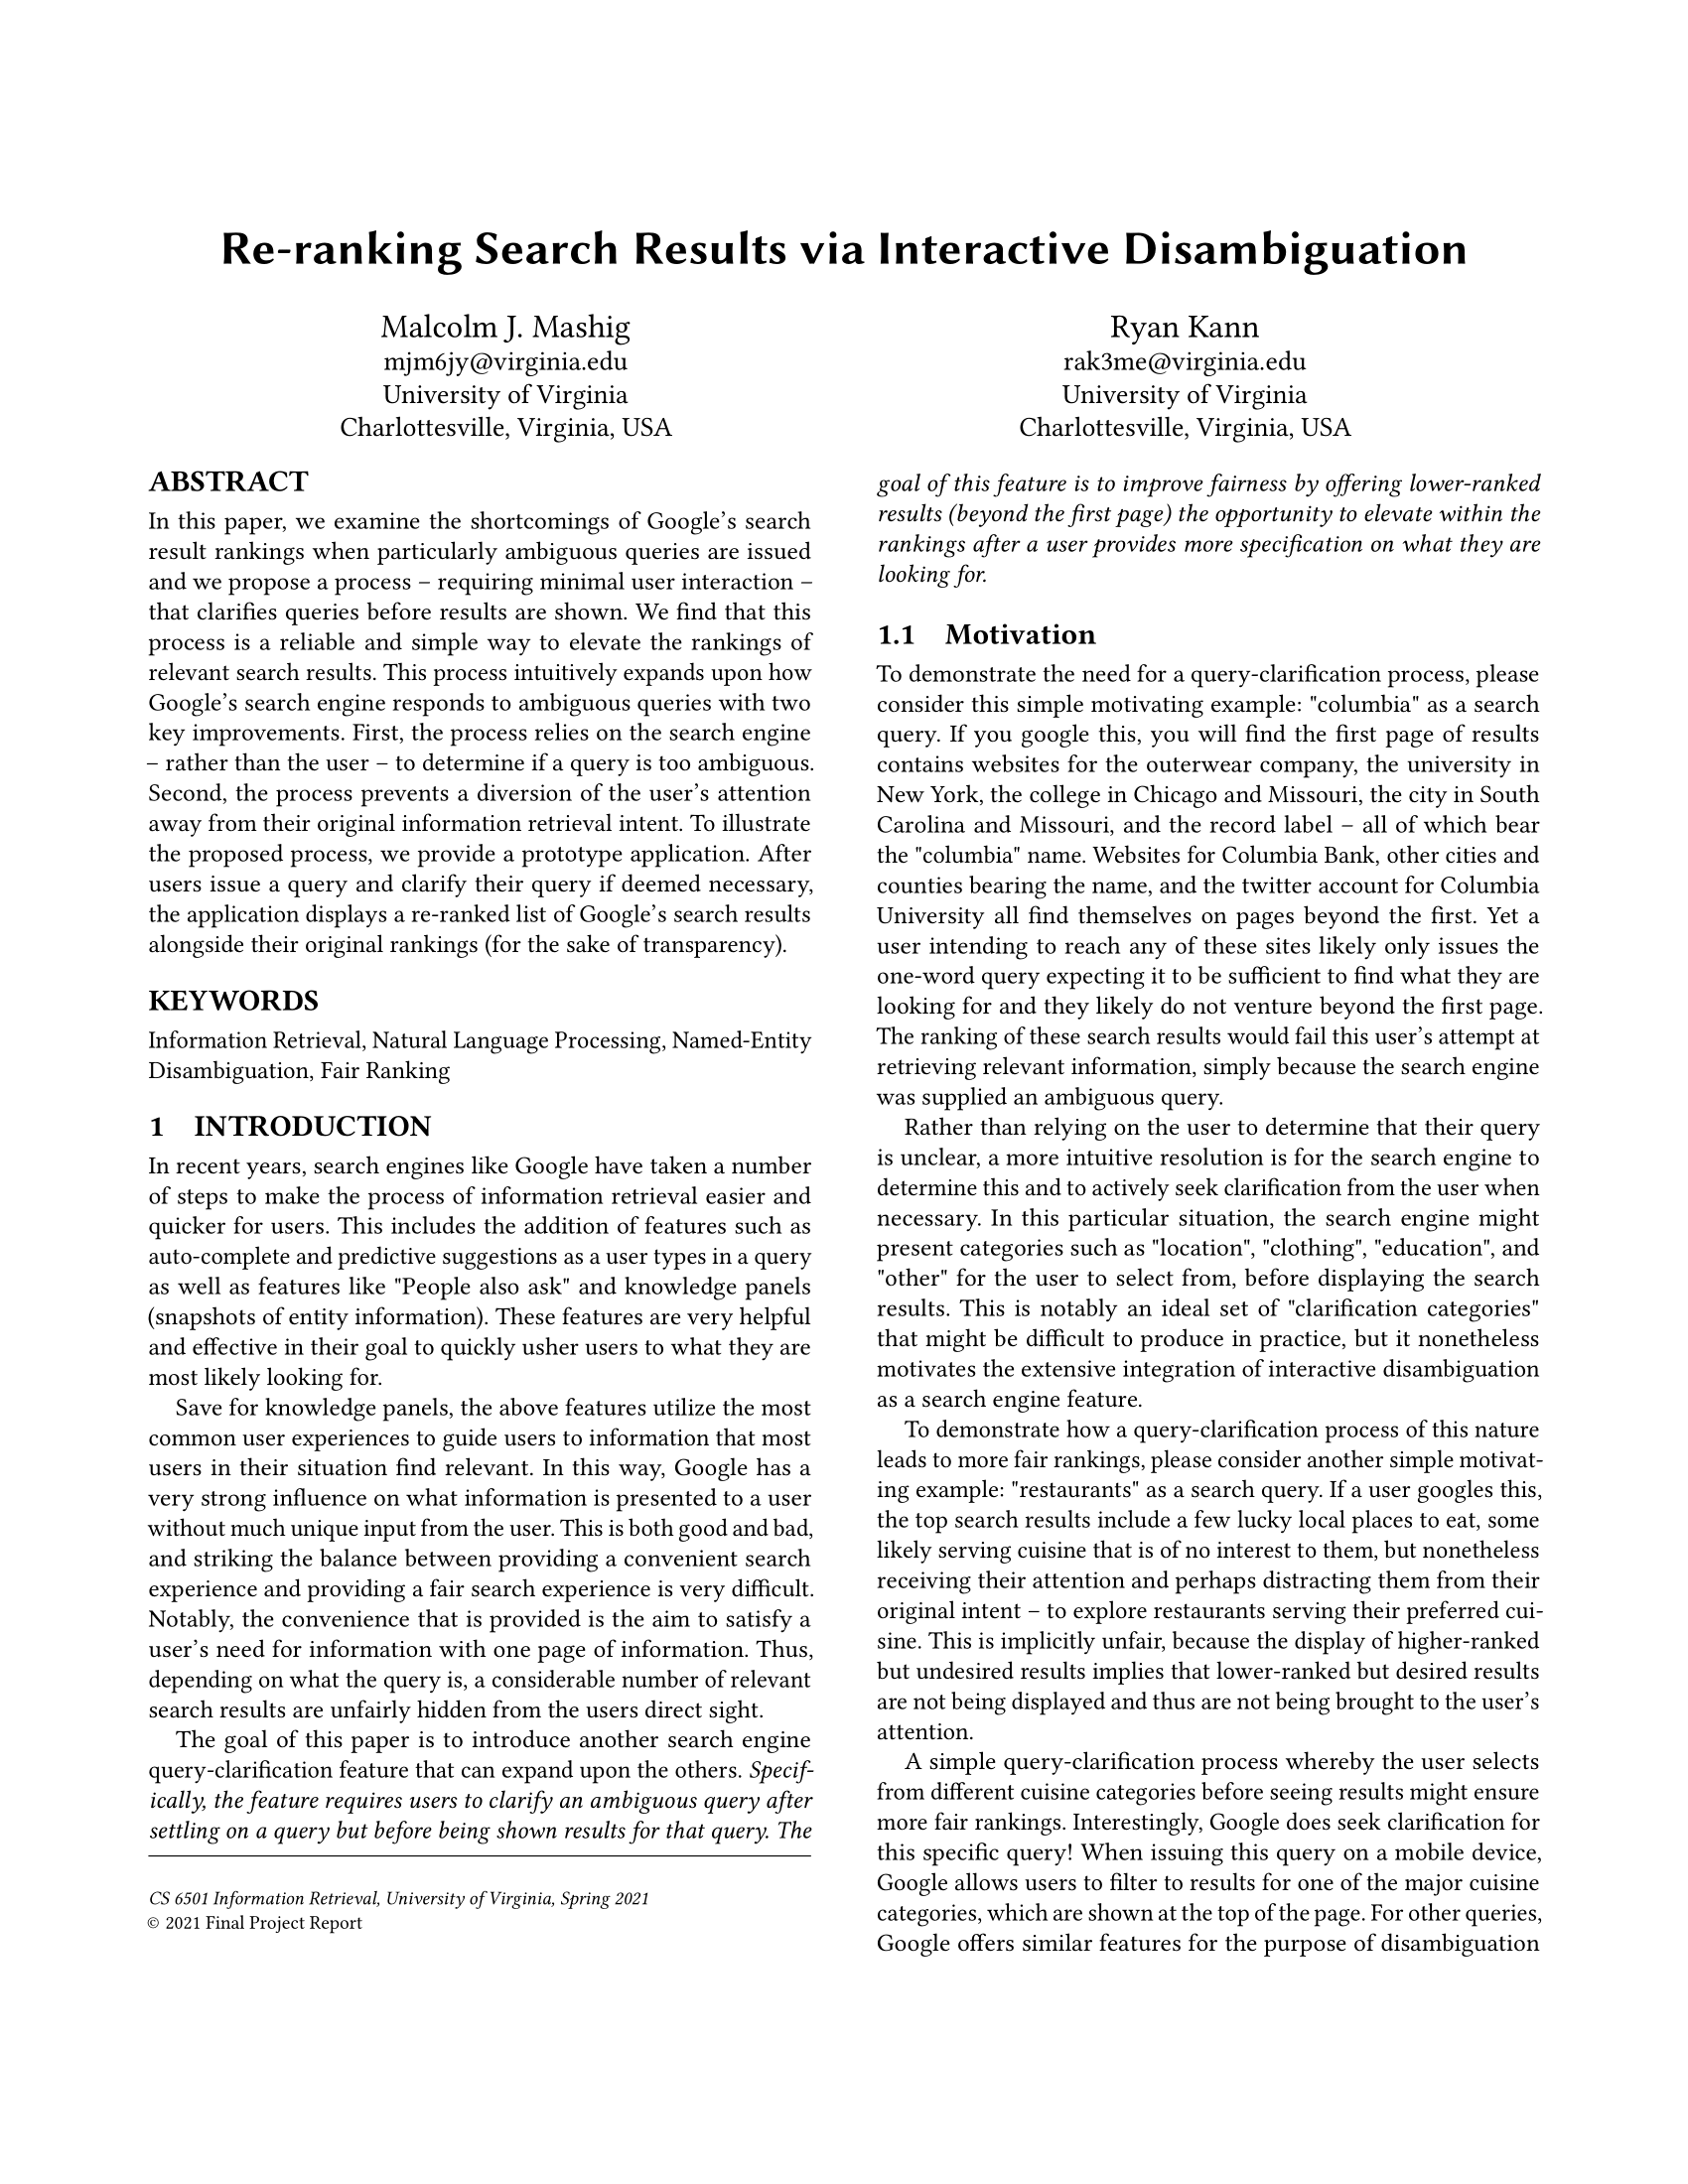 Re-ranking Search Results via Interactive Disambiguation
Malcolm J. Mashig
mjm6jy@virginia.edu
University of Virginia
Charlottesville, Virginia, USA
Ryan Kann
rak3me@virginia.edu
University of Virginia
Charlottesville, Virginia, USA
ABSTRACT
In this paper, we examine the shortcomings of Google's search
result rankings when particularly ambiguous queries are issued
and we propose a process – requiring minimal user interaction –
that clarifies queries before results are shown. We find that this
process is a reliable and simple way to elevate the rankings of
relevant search results. This process intuitively expands upon how
Google's search engine responds to ambiguous queries with two
key improvements. First, the process relies on the search engine
– rather than the user – to determine if a query is too ambiguous.
Second, the process prevents a diversion of the user's attention
away from their original information retrieval intent. To illustrate
the proposed process, we provide a prototype application. After
users issue a query and clarify their query if deemed necessary,
the application displays a re-ranked list of Google's search results
alongside their original rankings (for the sake of transparency).
KEYWORDS
Information Retrieval, Natural Language Processing, Named-Entity
Disambiguation, Fair Ranking
1 INTRODUCTION
In recent years, search engines like Google have taken a number
of steps to make the process of information retrieval easier and
quicker for users. This includes the addition of features such as
auto-complete and predictive suggestions as a user types in a query
as well as features like "People also ask" and knowledge panels
(snapshots of entity information). These features are very helpful
and effective in their goal to quickly usher users to what they are
most likely looking for.
Save for knowledge panels, the above features utilize the most
common user experiences to guide users to information that most
users in their situation find relevant. In this way, Google has a
very strong influence on what information is presented to a user
without much unique input from the user. This is both good and bad,
and striking the balance between providing a convenient search
experience and providing a fair search experience is very difficult.
Notably, the convenience that is provided is the aim to satisfy a
user's need for information with one page of information. Thus,
depending on what the query is, a considerable number of relevant
search results are unfairly hidden from the users direct sight.
The goal of this paper is to introduce another search engine
query-clarification feature that can expand upon the others. Specif-
ically, the feature requires users to clarify an ambiguous query after
settling on a query but before being shown results for that query. The
CS 6501 Information Retrieval, University of Virginia, Spring 2021
© 2021 Final Project Report
goal of this feature is to improve fairness by offering lower-ranked
results (beyond the first page) the opportunity to elevate within the
rankings after a user provides more specification on what they are
looking for.
1.1 Motivation
To demonstrate the need for a query-clarification process, please
consider this simple motivating example: "columbia" as a search
query. If you google this, you will find the first page of results
contains websites for the outerwear company, the university in
New York, the college in Chicago and Missouri, the city in South
Carolina and Missouri, and the record label – all of which bear
the "columbia" name. Websites for Columbia Bank, other cities and
counties bearing the name, and the twitter account for Columbia
University all find themselves on pages beyond the first. Yet a
user intending to reach any of these sites likely only issues the
one-word query expecting it to be sufficient to find what they are
looking for and they likely do not venture beyond the first page.
The ranking of these search results would fail this user's attempt at
retrieving relevant information, simply because the search engine
was supplied an ambiguous query.
Rather than relying on the user to determine that their query
is unclear, a more intuitive resolution is for the search engine to
determine this and to actively seek clarification from the user when
necessary. In this particular situation, the search engine might
present categories such as "location", "clothing", "education", and
"other" for the user to select from, before displaying the search
results. This is notably an ideal set of "clarification categories"
that might be difficult to produce in practice, but it nonetheless
motivates the extensive integration of interactive disambiguation
as a search engine feature.
To demonstrate how a query-clarification process of this nature
leads to more fair rankings, please consider another simple motivat-
ing example: "restaurants" as a search query. If a user googles this,
the top search results include a few lucky local places to eat, some
likely serving cuisine that is of no interest to them, but nonetheless
receiving their attention and perhaps distracting them from their
original intent – to explore restaurants serving their preferred cui-
sine. This is implicitly unfair, because the display of higher-ranked
but undesired results implies that lower-ranked but desired results
are not being displayed and thus are not being brought to the user's
attention.
A simple query-clarification process whereby the user selects
from different cuisine categories before seeing results might ensure
more fair rankings. Interestingly, Google does seek clarification for
this specific query! When issuing this query on a mobile device,
Google allows users to filter to results for one of the major cuisine
categories, which are shown at the top of the page. For other queries,
Google offers similar features for the purpose of disambiguation